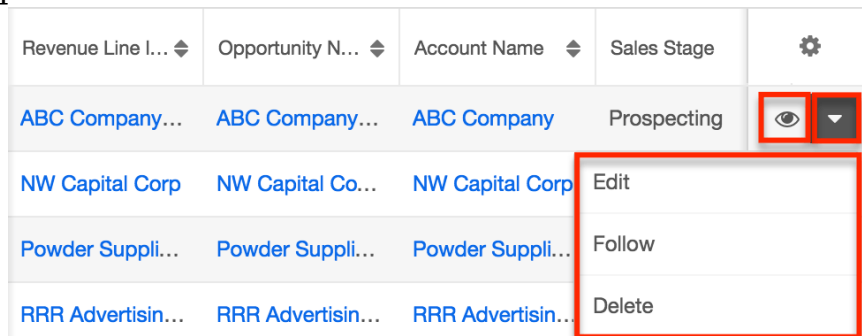 Revenue Line I... Opportunity N... Account Name Sales Stage
ABC Company... ABC Company... ABC Company Prospecting
NW Capital Corp NW Capital Co... NW Capital Corp Edit
Powder Suppli... Powder Suppli... Powder Suppli... Follow
RRR Advertisin... RRR Advertisin... RRR Advertisin... Delete